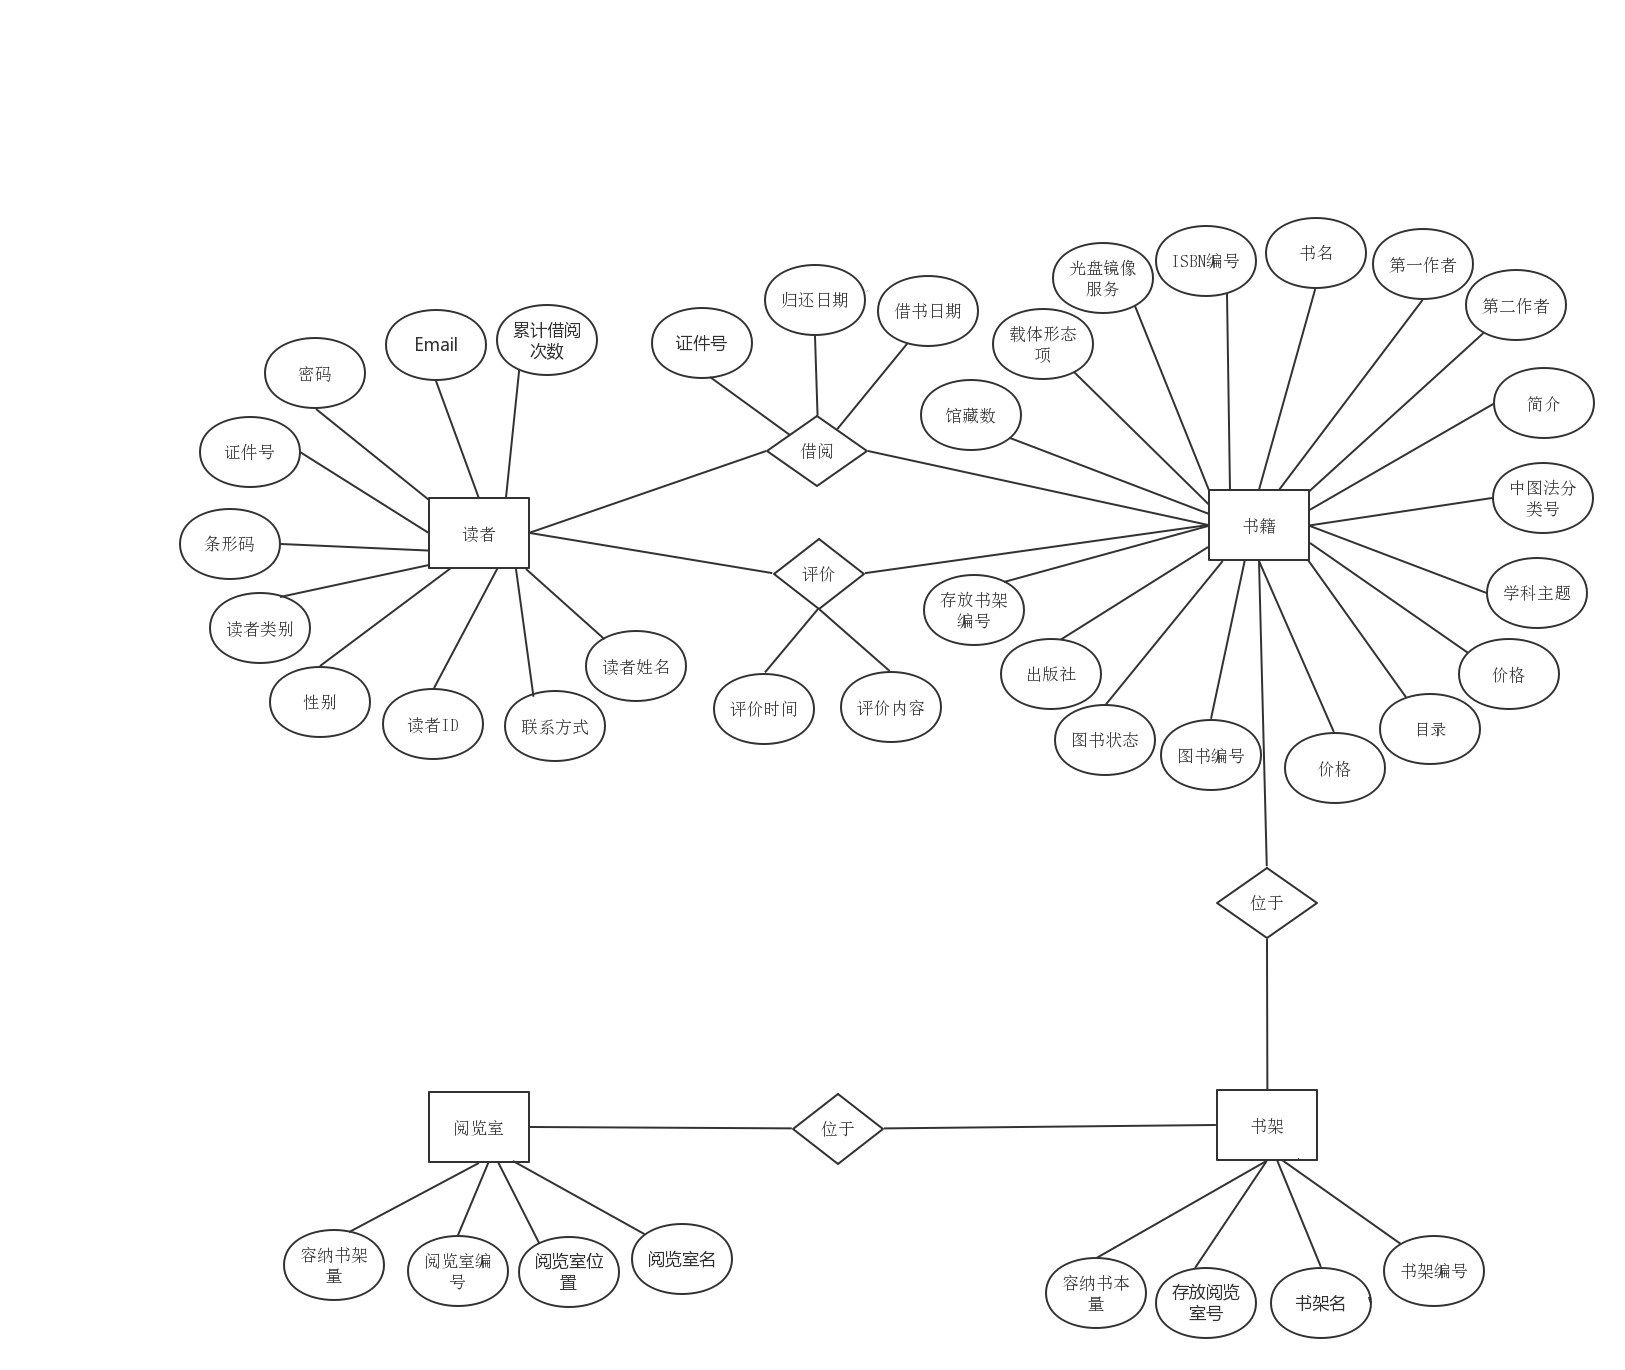 书名
ISBN编号
第一作者
光盘镜像
服务
归还日期
第二作者
借书日期
累计借阅
次数
载体形态
项
证件号
Email
密码
简介
馆藏数
证件号
借阅
中图法分
类号
书籍
读者
条形码
评价
学科主题
存放书架
编号
读者类别
读者姓名
出版社
价格
性别
评价时间
评价内容
读者ID
联系方式
目录
图书状态
图书编号
价格
位于
阅览室
位于
书架
容纳书架
量
阅览室编
号
阅览室位
置
阅览室名
书架编号
容纳书本
量
存放阅览
室号
书架名